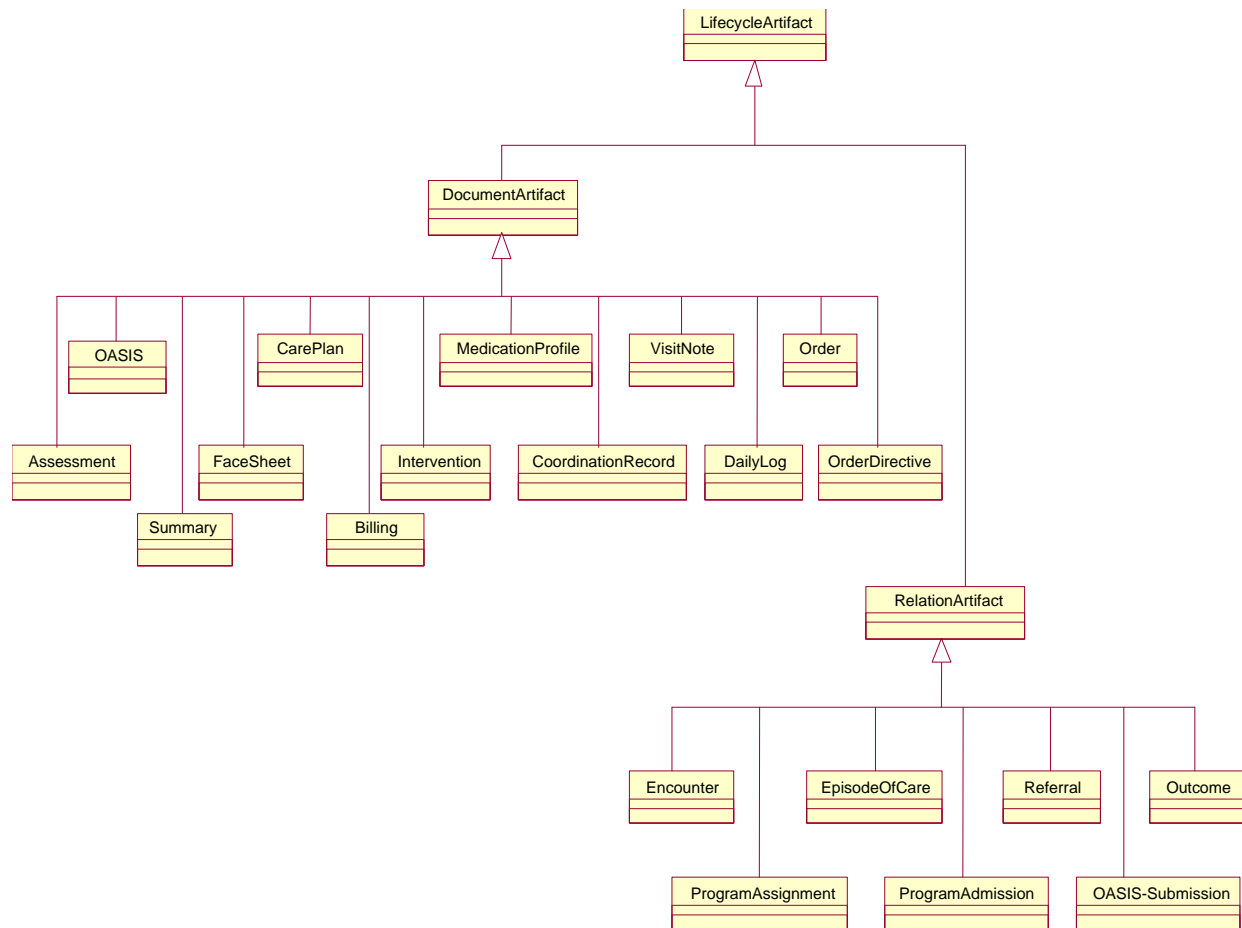 LifecycleArtifact
DocumentArtifact
OASIS
CarePlan
MedicationProfile
VisitNote
Order
Assessment
FaceSheet
Intervention
CoordinationRecord
DailyLog
OrderDirective
Summary
Billing
RelationArtifact
Encounter
EpisodeOfCare
Referral
Outcome
ProgramAssignment
ProgramAdmission
OASIS-Submission